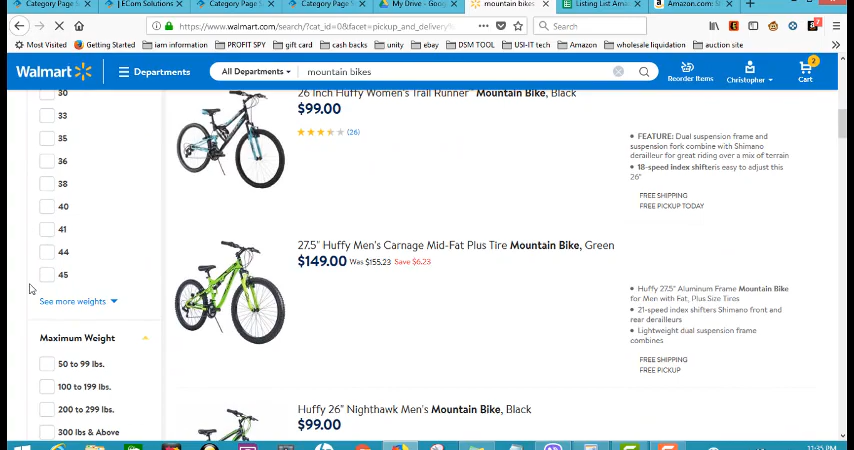 Category Page S
| ECom Service
Category Page S
Category Page S
My Drive - Goog
mountain bikes
Listing List Ama
Amazon.com: S
https://www.walmart.com/search/?cat_id=0&facet=pickup_and_delivery%
Search
Most Visited
Getting Started
iam information
PROFIT SPY
gift card
cash backs
unity
ebay
DSM TOOL
USI-IT tech
Amazon
wholesale liquidation
auction site
Walmart
Departments
All Departments
mountain bikes
Reorder Items
Christopher
2
Cart
30
33
35
36
38
40
41
44
45
See more weights
Maximum Weight
50 to 99 lbs.
100 to 199 lbs.
200 to 299 lbs.
300 lbs & Above
26 Inch Huffy Women's Trail Runner Mountain Bike, Black
$99.00
(26)
FEATURE: Dual suspension frame and
suspension fork combine with Shimano
derailleur for great riding over a mix of terrain
18-speed index shifteris easy to adjust this
26"
FREE SHIPPING
FREE PICKUP TODAY
27.5" Huffy Men's Carnage Mid-Fat Plus Tire Mountain Bike, Green
$149.00 Was $155.23 Save $6.23
Huffy 27.5" Aluminum Frame Mountain Bike
for Men with Fat, Plus Size Tires
21-speed index shifters Shimano front and
rear derailleurs
Lightweight dual suspension frame
combines
FREE SHIPPING
FREE PICKUP
Huffy 26" Nighthawk Men's Mountain Bike, Black
$99.00
11:35 PM